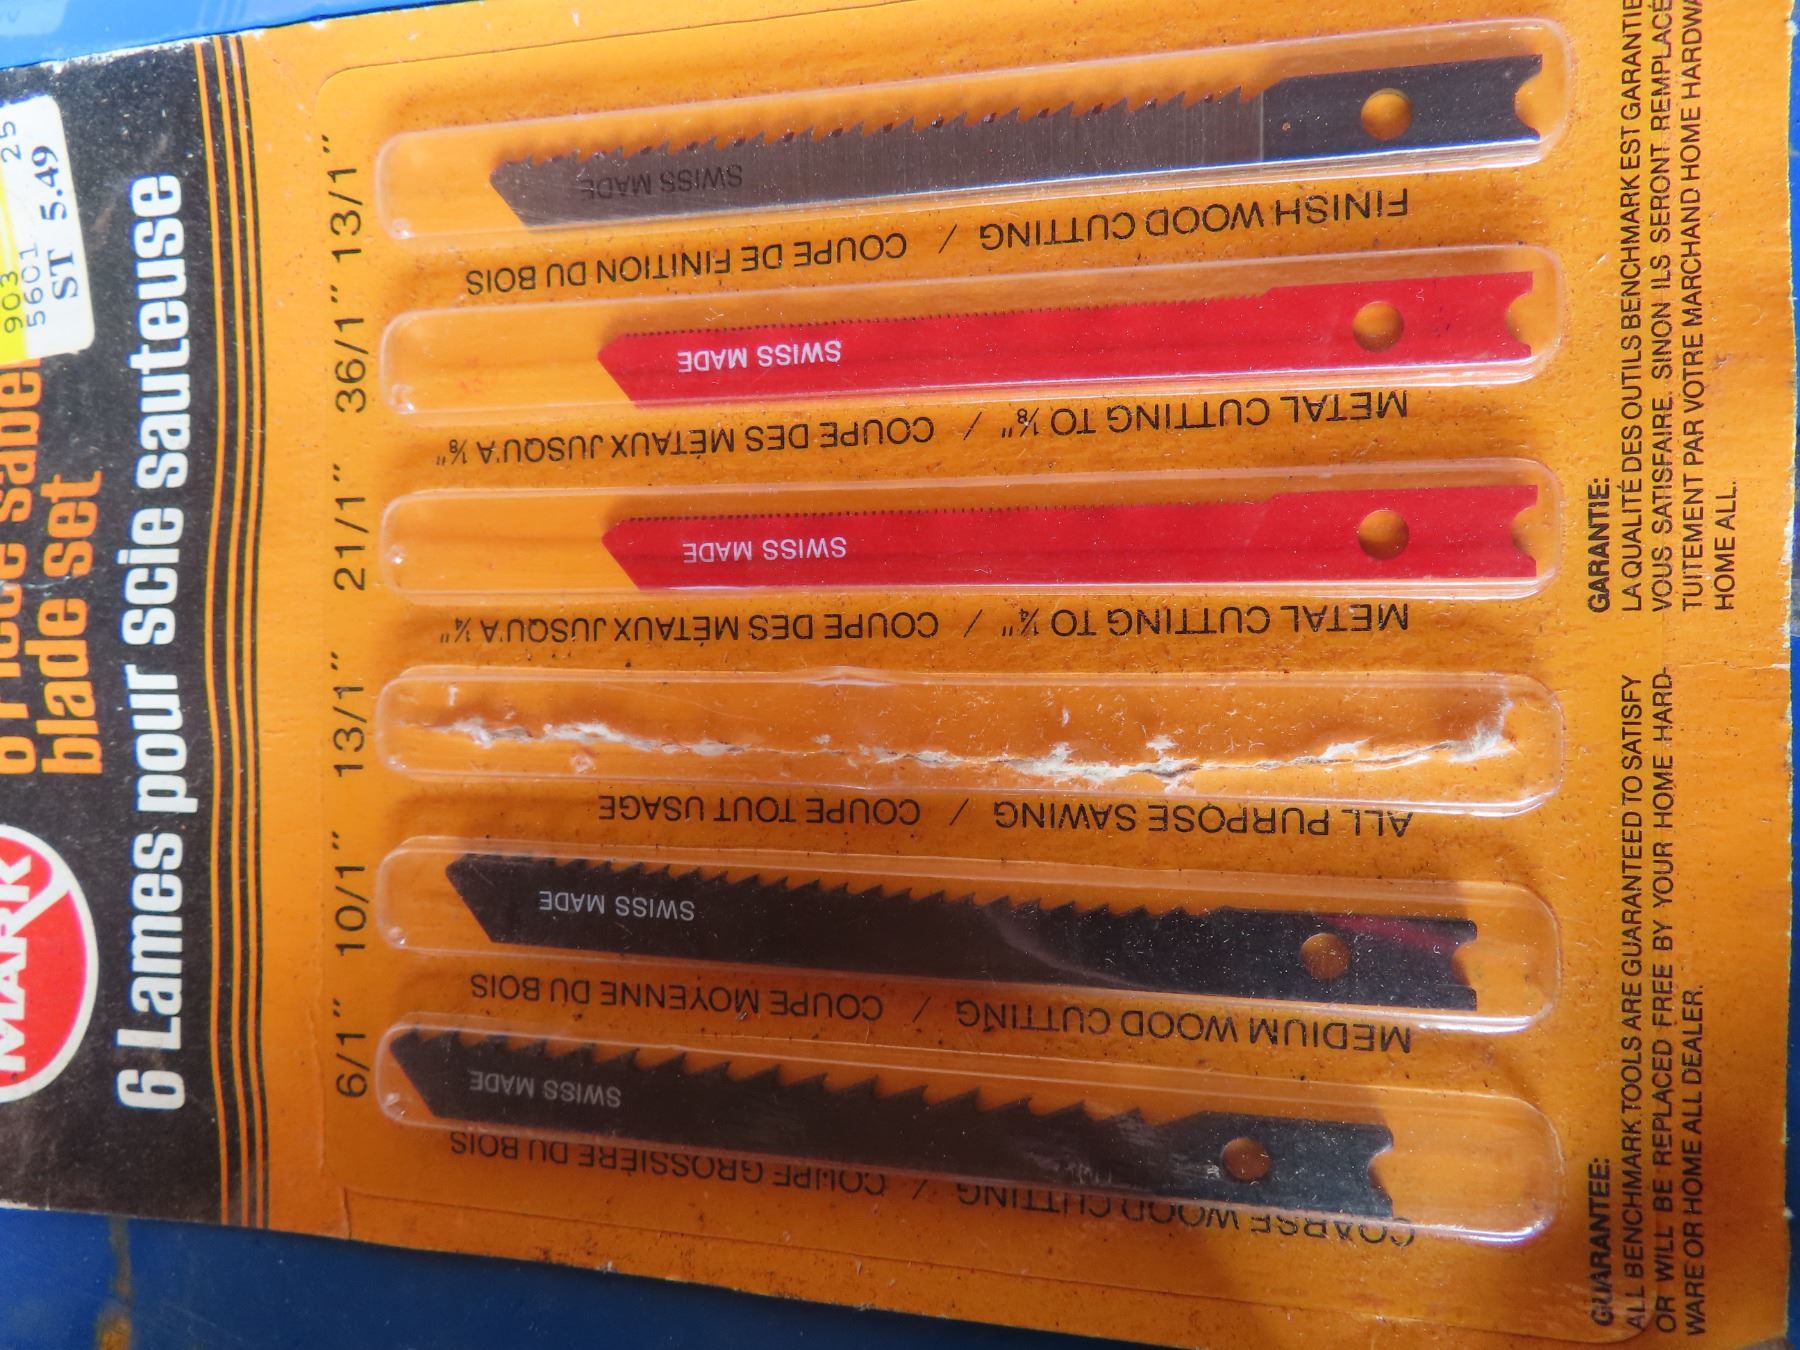 903 25
5601
ST 5.49
blade set
6 Lames pour scie sauteuse
MARK
13/1"
SWISS MADE
FINISH WOOD CUTTING / COUPE DE FINITION DU BOIS
36/1"
SWISS MADE
METAL CUTTING TO ⅛" / COUPE DES MÉTAUX JUSQU'A ⅛"
21/1"
SWISS MADE
METAL CUTTING TO ¼" / COUPE DES MÉTAUX JUSQU'A ¼"
13/1"
ALL PURPOSE SAWING / COUPE TOUT USAGE
10/1"
SWISS MADE
MEDIUM WOOD CUTTING / COUPE MOYENNE DU BOIS
6/1"
SWISS MADE
COARSE WOOD CUTTING / COUPE GROSSIÈRE DU BOIS
GUARANTEE:
ALL BENCHMARK TOOLS ARE GUARANTEED TO SATISFY
OR WILL BE REPLACED FREE BY YOUR HOME HARD-
WARE OR HOME ALL DEALER.
GARANTIE:
LA QUALITÉ DES OUTILS BENCHMARK EST GARANTIE
VOUS SATISFAIRE, SINON ILS SERONT REMPLACÉ
TUITEMENT PAR VOTRE MARCHAND HOME HARDWA
HOME ALL.